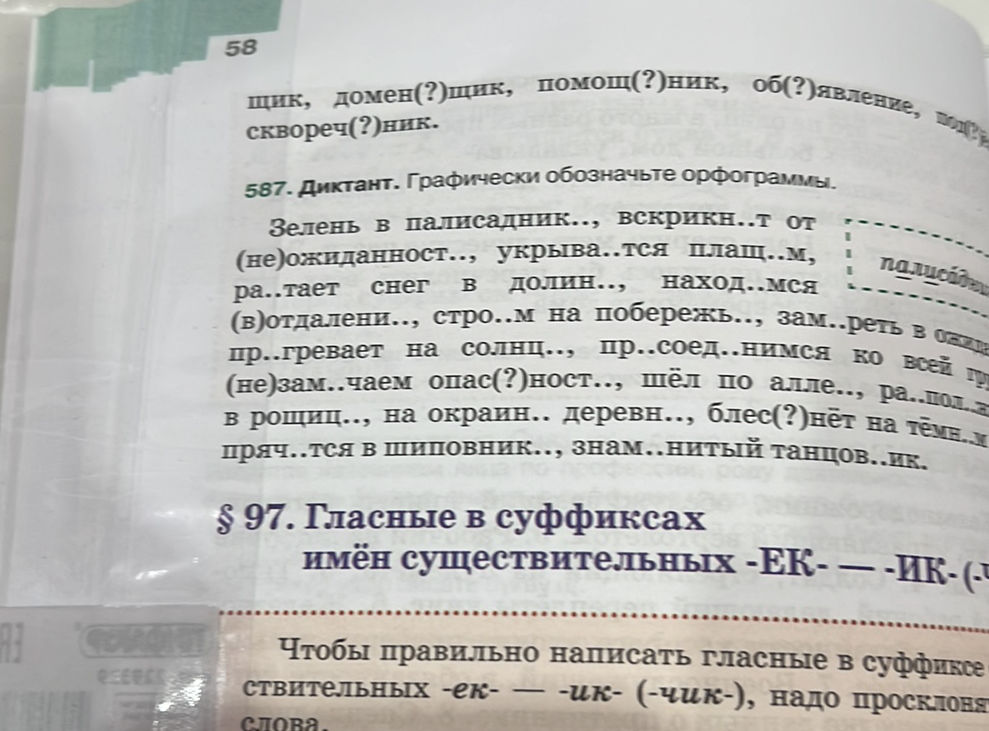 58
щик, домен(?)щик, помощ(?)ник, об(?)явление,
сквореч(?)ник.
587. Диктант. Графически обозначьте орфограммы.
Зелень в палисадник.., вскрикн..т от
(не)ожиданност.., укрыва..тся плащ..м,
ра..тает снег в долин.., наход..мся
(в)отдалени.., стро..м на побережь.., зам..реть в
пр..гревает на солнц.., пр..соед..нимся ко всей
(не)зам..чаем опас(?)ност.., шёл по алле..,
в рощиц.., на окраин.. деревн.., блес(?)нёт на
пряч..тся в шиповник.., знам..нитый танцов..ик.
§ 97. Гласные в суффиксах
имён существительных -ЕК- — -ИК-
Чтобы правильно написать гласные в суффиксе
ствительных -ек- — -ик- (-чик-), надо
слова.